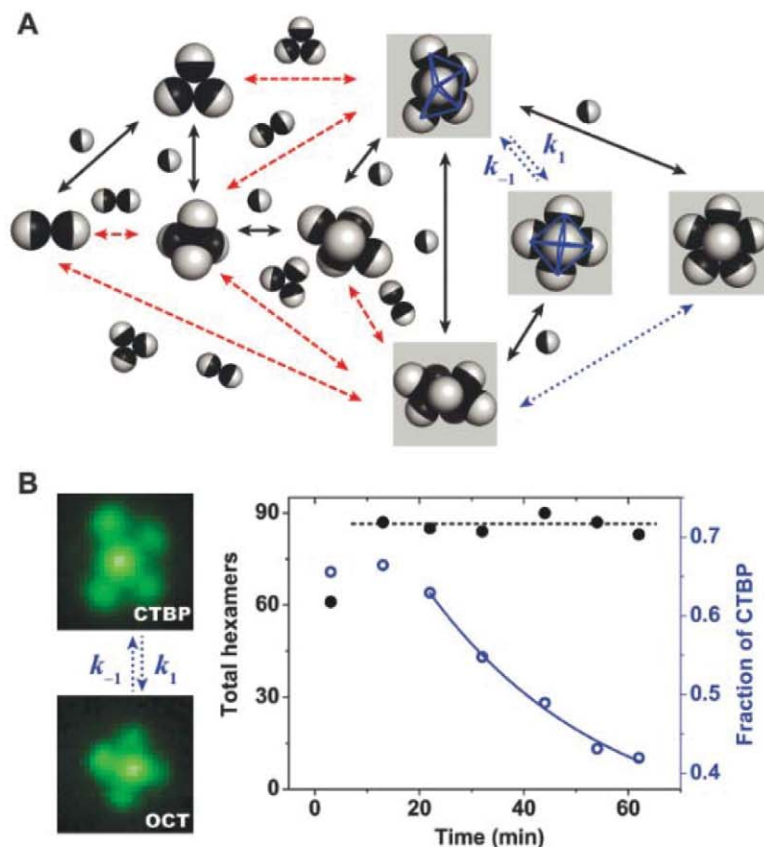 A
k₁
k₋₁
B
CTBP
k₋₁
k₁
OCT
Total hexamers
90
60
30
0
0
20
40
60
Time (min)
0.7
0.6
0.5
0.4
Fraction of CTBP